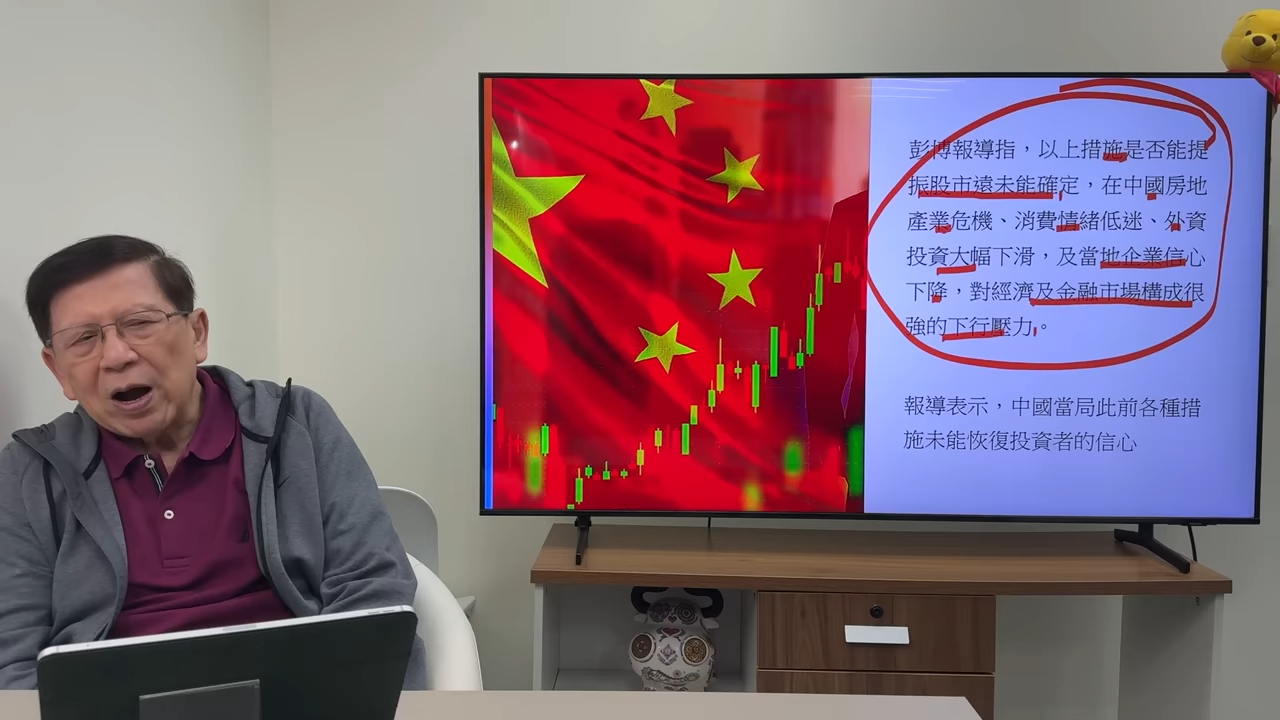 彭博報導指，以上措施是否能提
振股市還未能確定，在中國房地
產業危機、消費情緒低迷、外資
投資大幅下滑，及當地企業信心
下降，對經濟及金融市場構成很
強的下行壓力。
報導表示，中國當局此前各種措
施未能恢復投資者的信心